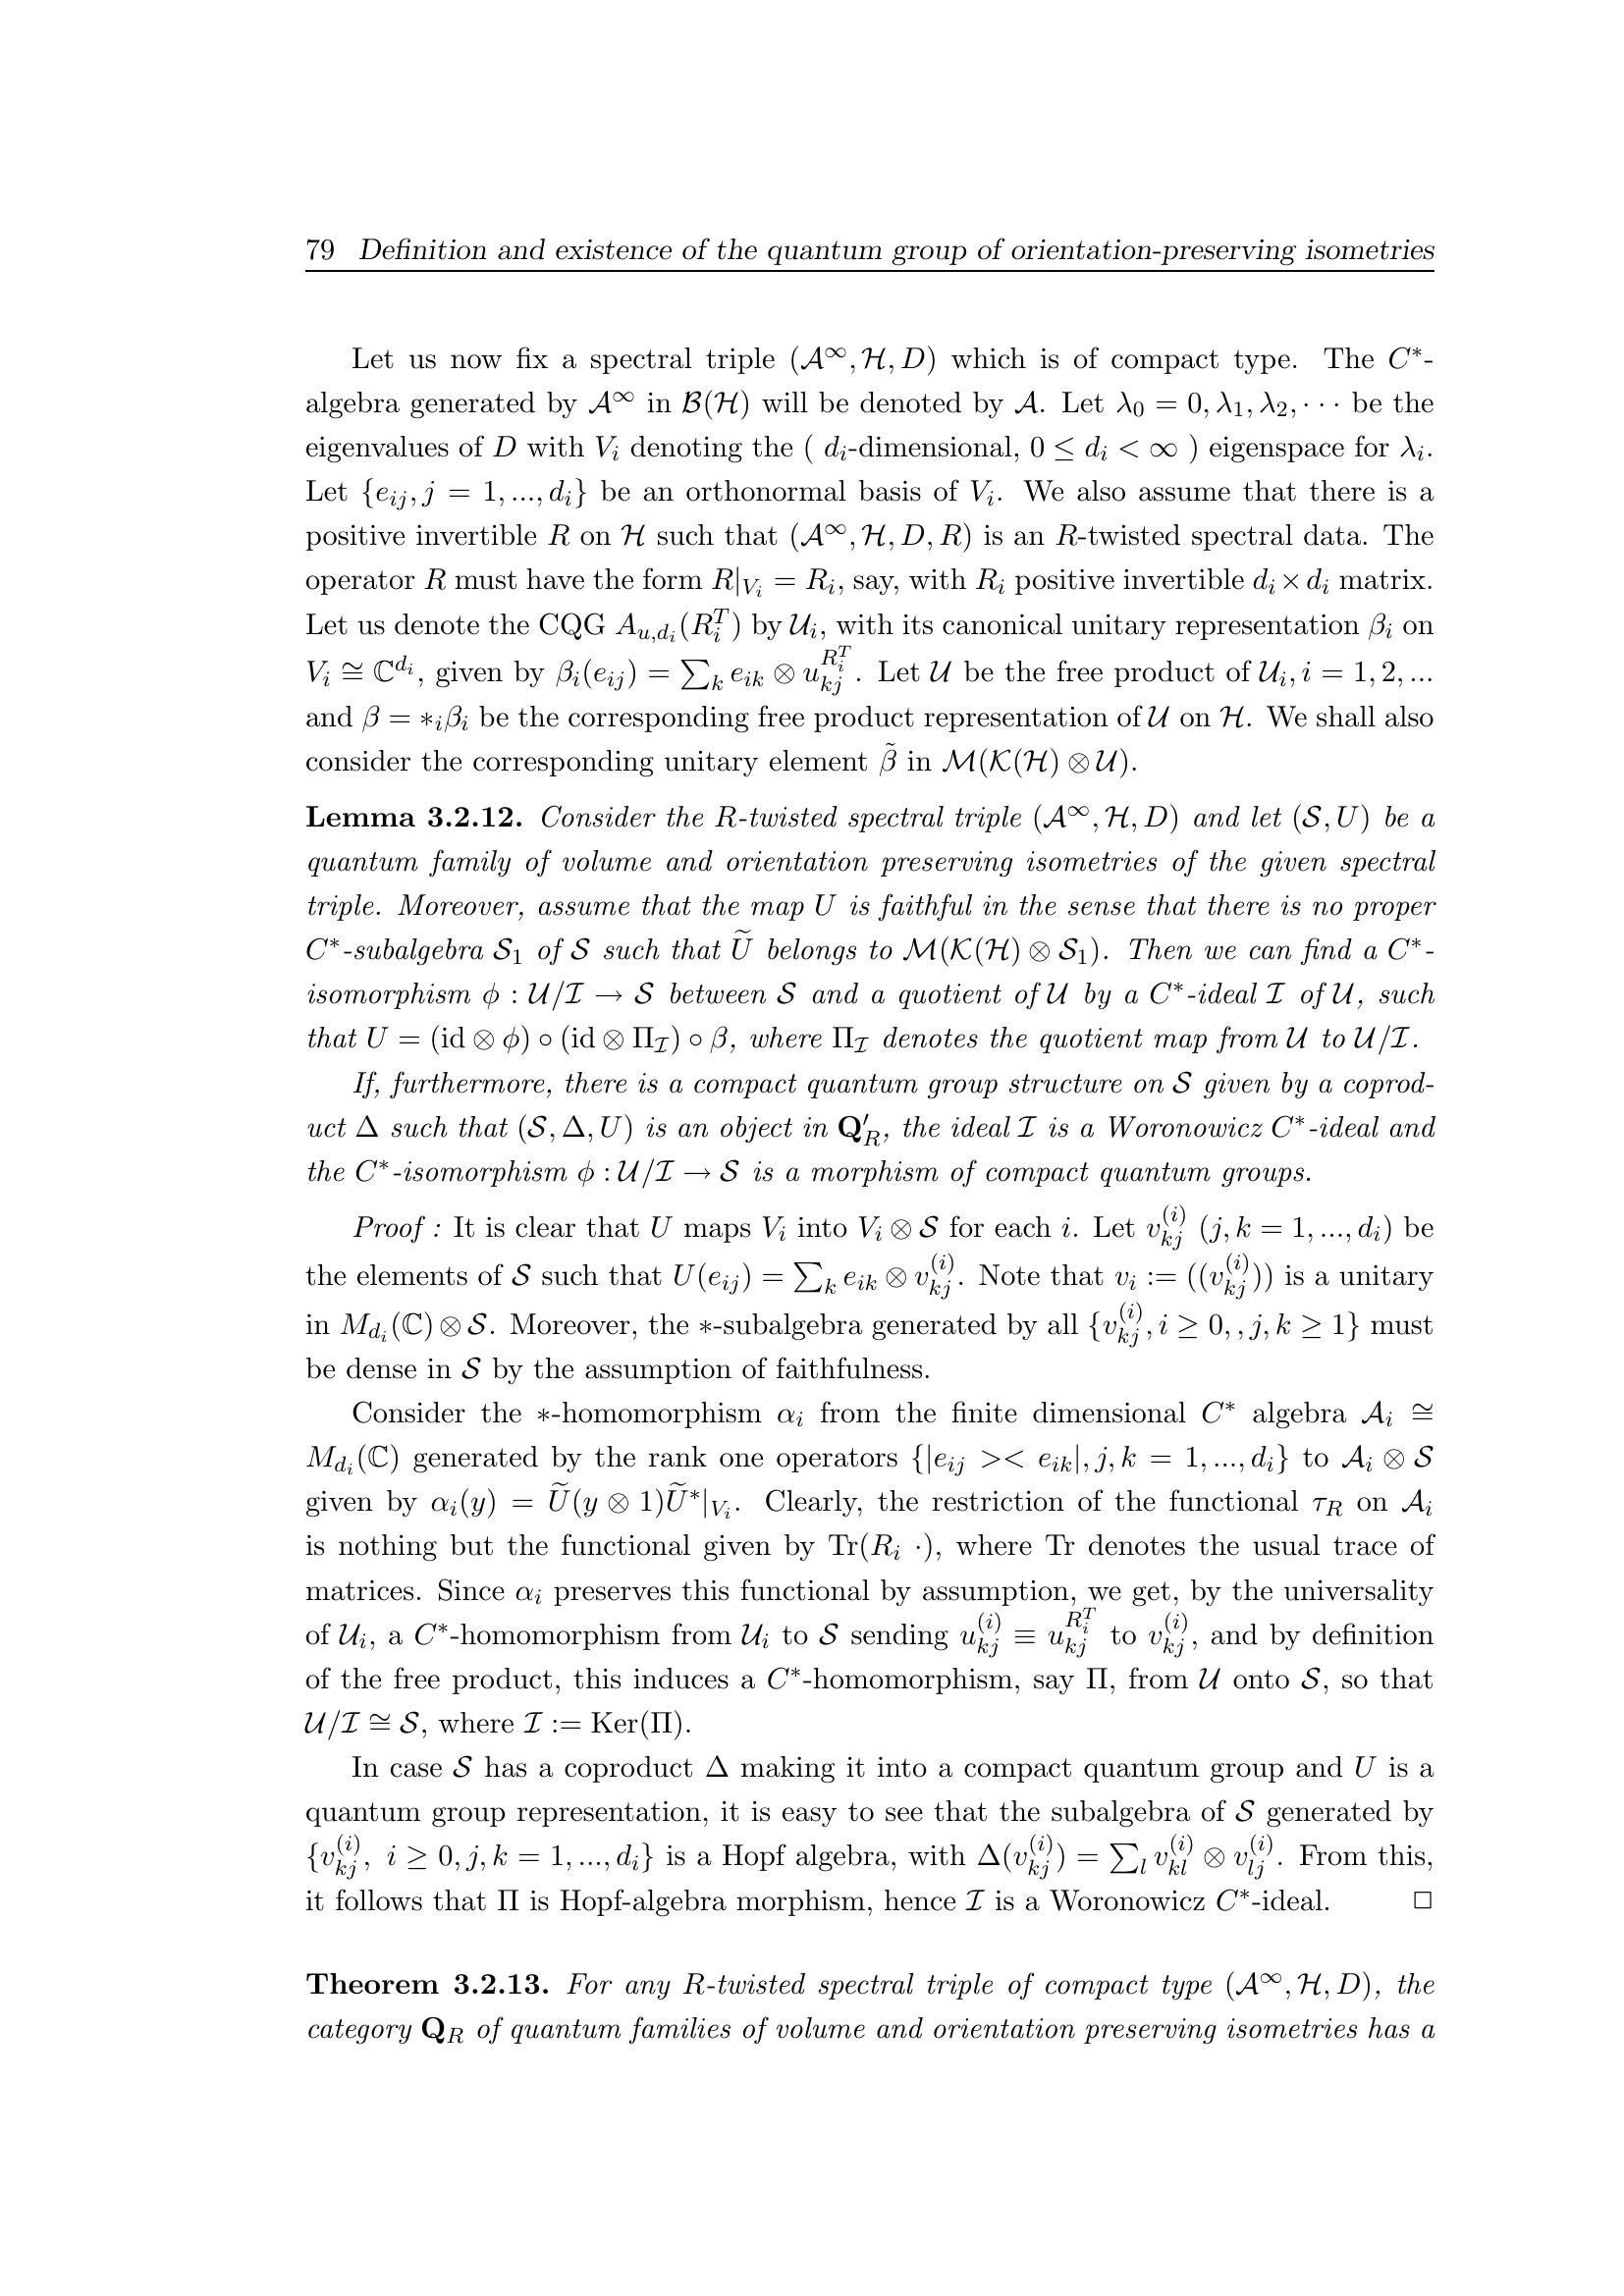 79 Definition and existence of the quantum group of orientation-preserving isometries
Let us now fix a spectral triple $(\mathcal{A}^\infty, \mathcal{H}, D)$ which is of compact type. The $C^*$-
algebra generated by $\mathcal{A}^\infty$ in $\mathcal{B}(\mathcal{H})$ will be denoted by $\mathcal{A}$. Let $\lambda_0 = 0, \lambda_1, \lambda_2, \cdots$ be the
eigenvalues of $D$ with $V_i$ denoting the ( $d_i$-dimensional, $0 \leq d_i < \infty$ ) eigenspace for $\lambda_i$.
Let $\{e_{ij}, j = 1, ..., d_i\}$ be an orthonormal basis of $V_i$. We also assume that there is a
positive invertible $R$ on $\mathcal{H}$ such that $(\mathcal{A}^\infty, \mathcal{H}, D, R)$ is an $R$-twisted spectral data. The
operator $R$ must have the form $R|_{V_i} = R_i$, say, with $R_i$ positive invertible $d_i \times d_i$ matrix.
Let us denote the CQG $A_{u,d_i}(R_i^T)$ by $\mathcal{U}_i$, with its canonical unitary representation $\beta_i$ on
$V_i \cong \mathbb{C}^{d_i}$, given by $\beta_i(e_{ij}) = \sum_k e_{ik} \otimes u_{kj}^{R_i^T}$. Let $\mathcal{U}$ be the free product of $\mathcal{U}_i, i = 1, 2, ...$
and $\beta = *_i \beta_i$ be the corresponding free product representation of $\mathcal{U}$ on $\mathcal{H}$. We shall also
consider the corresponding unitary element $\tilde{\beta}$ in $\mathcal{M}(\mathcal{K}(\mathcal{H}) \otimes \mathcal{U})$.
Lemma 3.2.12. Consider the $R$-twisted spectral triple $(\mathcal{A}^\infty, \mathcal{H}, D)$ and let $(\mathcal{S}, U)$ be a
quantum family of volume and orientation preserving isometries of the given spectral
triple. Moreover, assume that the map $U$ is faithful in the sense that there is no proper
$C^*$-subalgebra $\mathcal{S}_1$ of $\mathcal{S}$ such that $\widetilde{U}$ belongs to $\mathcal{M}(\mathcal{K}(\mathcal{H}) \otimes \mathcal{S}_1)$. Then we can find a $C^*$-
isomorphism $\phi : \mathcal{U}/\mathcal{I} \to \mathcal{S}$ between $\mathcal{S}$ and a quotient of $\mathcal{U}$ by a $C^*$-ideal $\mathcal{I}$ of $\mathcal{U}$, such
that $U = (\mathrm{id} \otimes \phi) \circ (\mathrm{id} \otimes \Pi_\mathcal{I}) \circ \beta$, where $\Pi_\mathcal{I}$ denotes the quotient map from $\mathcal{U}$ to $\mathcal{U}/\mathcal{I}$.
If, furthermore, there is a compact quantum group structure on $\mathcal{S}$ given by a coprod-
uct $\Delta$ such that $(\mathcal{S}, \Delta, U)$ is an object in $\mathbf{Q}'_R$, the ideal $\mathcal{I}$ is a Woronowicz $C^*$-ideal and
the $C^*$-isomorphism $\phi : \mathcal{U}/\mathcal{I} \to \mathcal{S}$ is a morphism of compact quantum groups.
Proof : It is clear that $U$ maps $V_i$ into $V_i \otimes \mathcal{S}$ for each $i$. Let $v_{kj}^{(i)}$ $(j, k = 1, ..., d_i)$ be
the elements of $\mathcal{S}$ such that $U(e_{ij}) = \sum_k e_{ik} \otimes v_{kj}^{(i)}$. Note that $v_i := ((v_{kj}^{(i)}))$ is a unitary
in $M_{d_i}(\mathbb{C}) \otimes \mathcal{S}$. Moreover, the $*$-subalgebra generated by all $\{v_{kj}^{(i)}, i \geq 0, , j, k \geq 1\}$ must
be dense in $\mathcal{S}$ by the assumption of faithfulness.
Consider the $*$-homomorphism $\alpha_i$ from the finite dimensional $C^*$ algebra $\mathcal{A}_i \cong$
$M_{d_i}(\mathbb{C})$ generated by the rank one operators $\{|e_{ij} >< e_{ik}|, j, k = 1, ..., d_i\}$ to $\mathcal{A}_i \otimes \mathcal{S}$
given by $\alpha_i(y) = \widetilde{U}(y \otimes 1)\widetilde{U}^*|_{V_i}$. Clearly, the restriction of the functional $\tau_R$ on $\mathcal{A}_i$
is nothing but the functional given by $\mathrm{Tr}(R_i \ \cdot)$, where Tr denotes the usual trace of
matrices. Since $\alpha_i$ preserves this functional by assumption, we get, by the universality
of $\mathcal{U}_i$, a $C^*$-homomorphism from $\mathcal{U}_i$ to $\mathcal{S}$ sending $u_{kj}^{(i)} \equiv u_{kj}^{R_i^T}$ to $v_{kj}^{(i)}$, and by definition
of the free product, this induces a $C^*$-homomorphism, say $\Pi$, from $\mathcal{U}$ onto $\mathcal{S}$, so that
$\mathcal{U}/\mathcal{I} \cong \mathcal{S}$, where $\mathcal{I} := \mathrm{Ker}(\Pi)$.
In case $\mathcal{S}$ has a coproduct $\Delta$ making it into a compact quantum group and $U$ is a
quantum group representation, it is easy to see that the subalgebra of $\mathcal{S}$ generated by
$\{v_{kj}^{(i)}, \ i \geq 0, j, k = 1, ..., d_i\}$ is a Hopf algebra, with $\Delta(v_{kj}^{(i)}) = \sum_l v_{kl}^{(i)} \otimes v_{lj}^{(i)}$. From this,
it follows that $\Pi$ is Hopf-algebra morphism, hence $\mathcal{I}$ is a Woronowicz $C^*$-ideal. □
Theorem 3.2.13. For any $R$-twisted spectral triple of compact type $(\mathcal{A}^\infty, \mathcal{H}, D)$, the
category $\mathbf{Q}_R$ of quantum families of volume and orientation preserving isometries has a